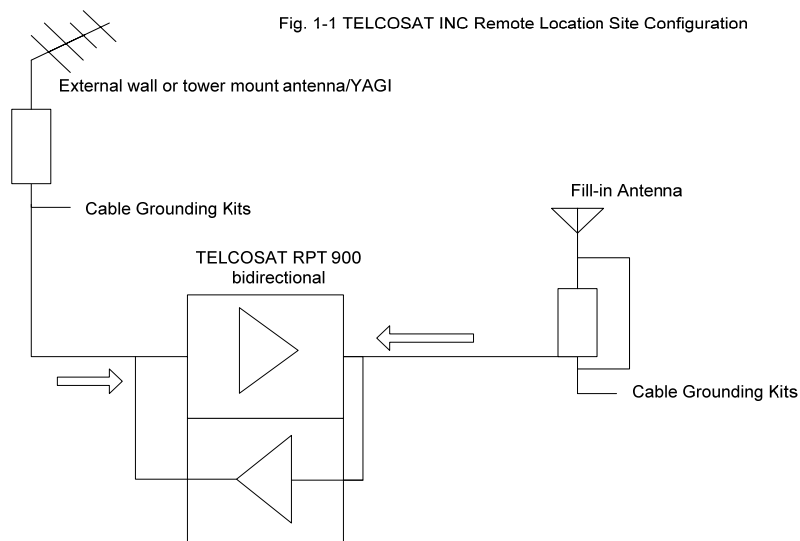 Fig. 1-1 TELCOSAT INC Remote Location Site Configuration
External wall or tower mount antenna/YAGI
Fill-in Antenna
Cable Grounding Kits
TELCOSAT RPT 900
bidirectional
Cable Grounding Kits